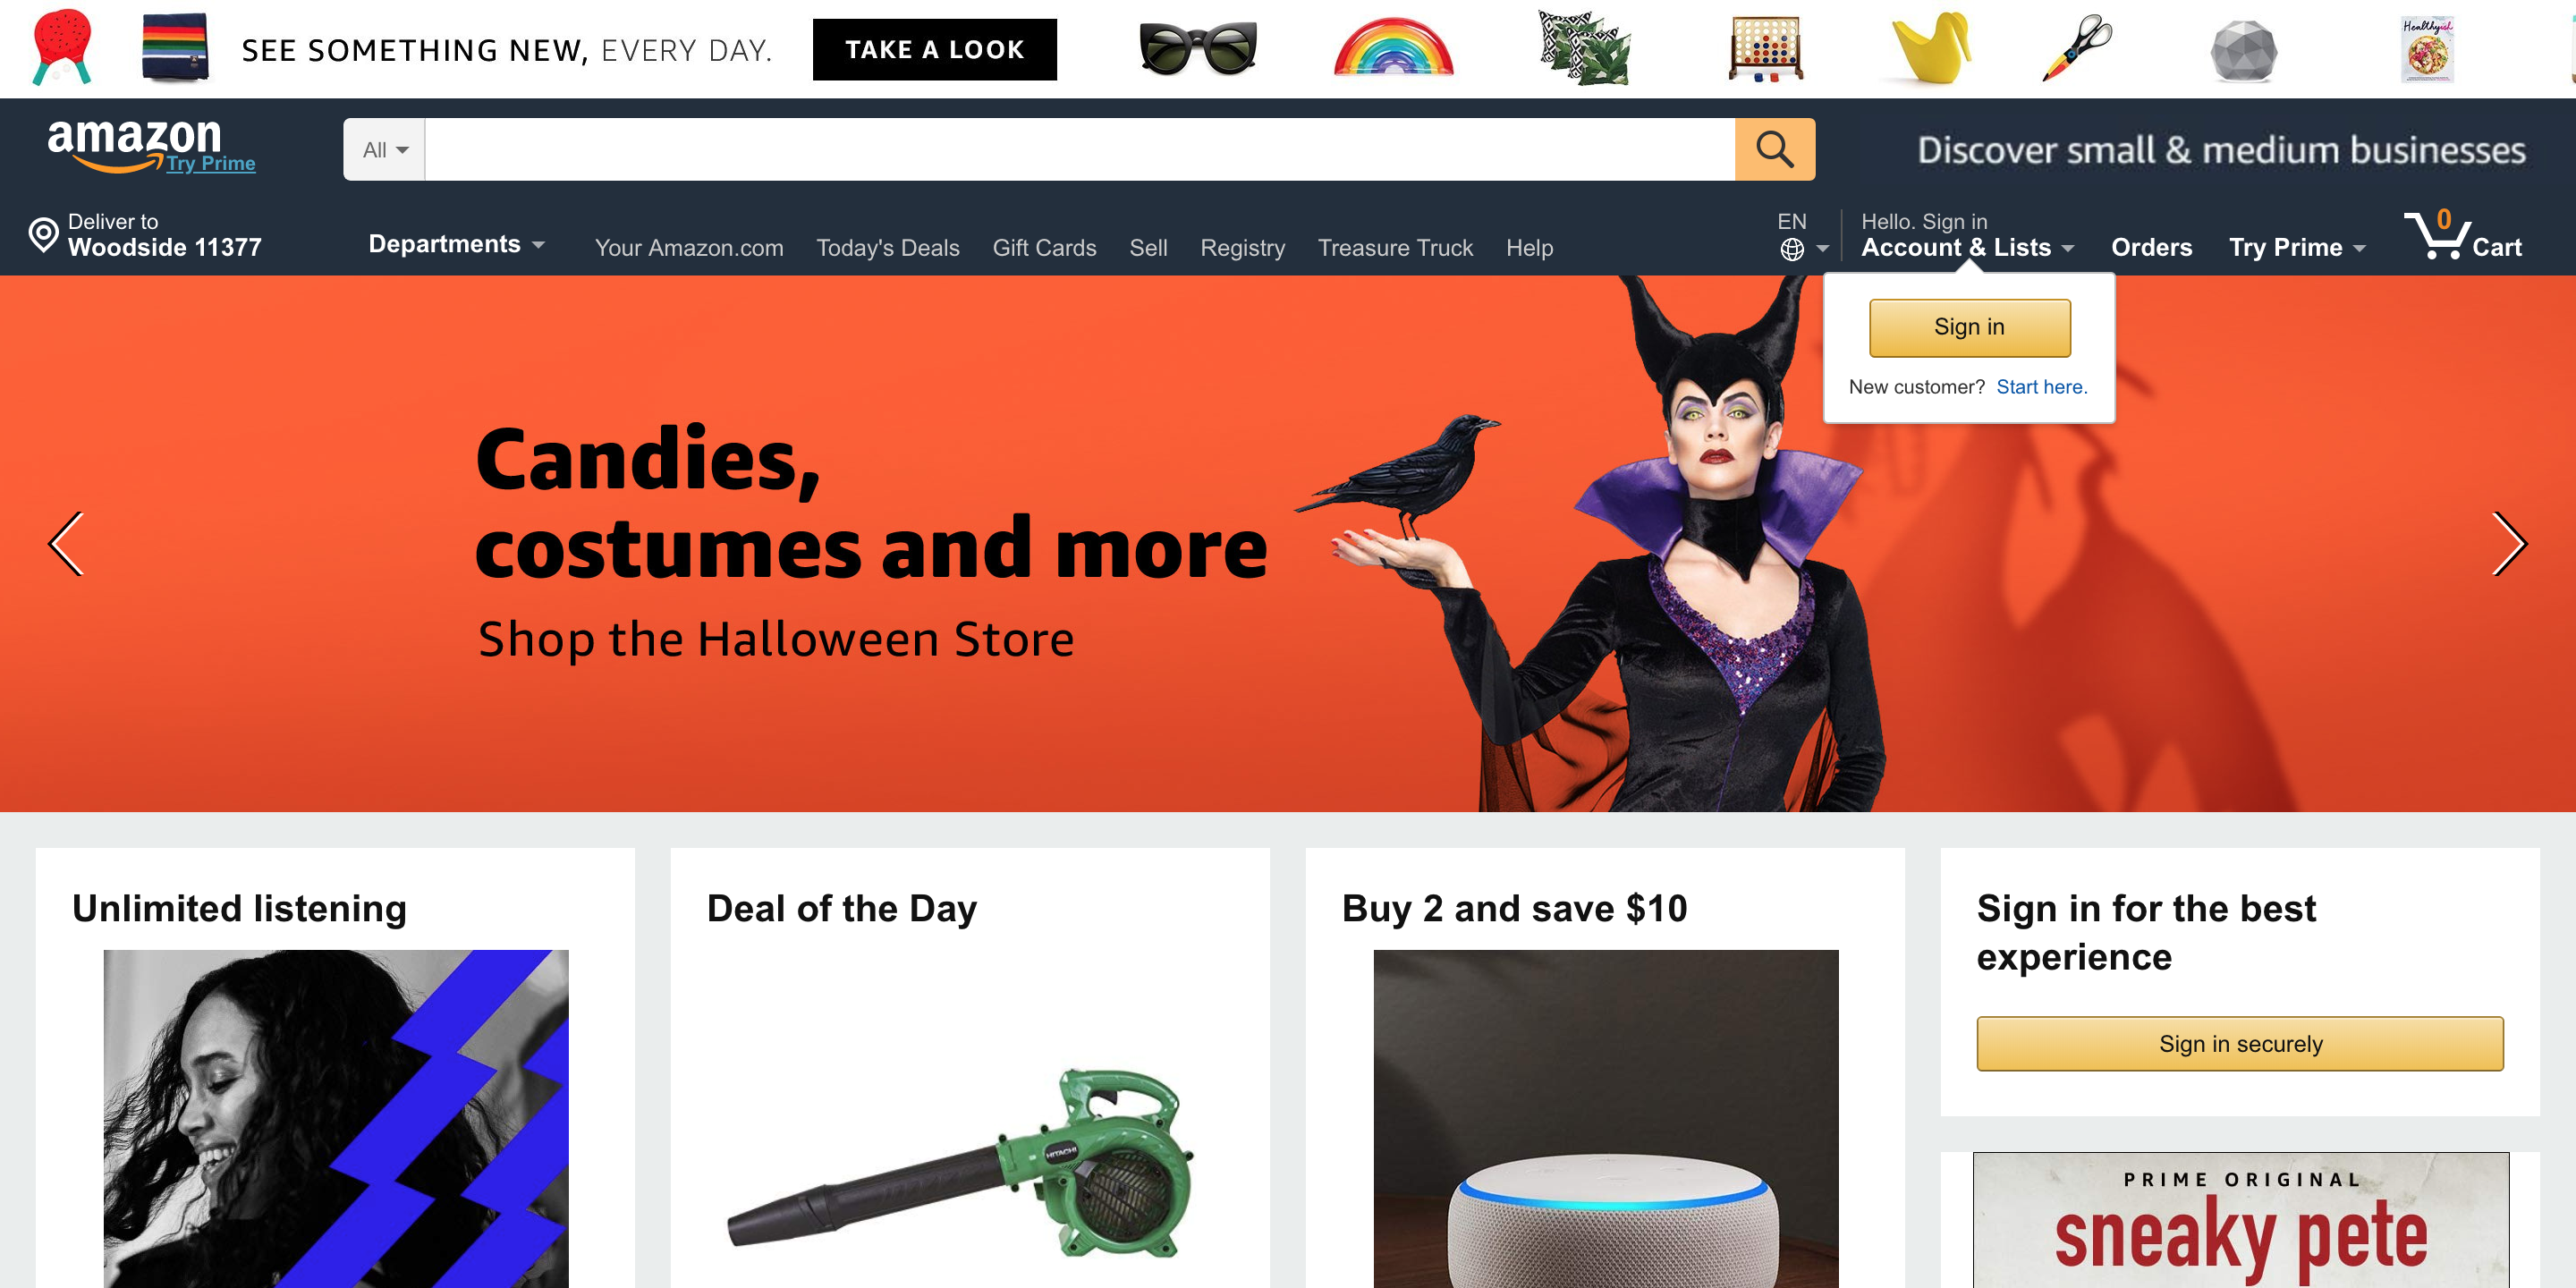 SEE SOMETHING NEW, EVERY DAY.
TAKE A LOOK
Healthyish
amazon
Try Prime
All
Discover small & medium businesses
Deliver to
Woodside 11377
Departments
Your Amazon.com
Today's Deals
Gift Cards
Sell
Registry
Treasure Truck
Help
EN
Hello. Sign in
Account & Lists
Orders
Try Prime
0
Cart
Sign in
New customer? Start here.
Candies,
costumes and more
Shop the Halloween Store
Unlimited listening
Deal of the Day
HITACHI
Buy 2 and save $10
Sign in for the best
experience
Sign in securely
PRIME ORIGINAL
sneaky pete